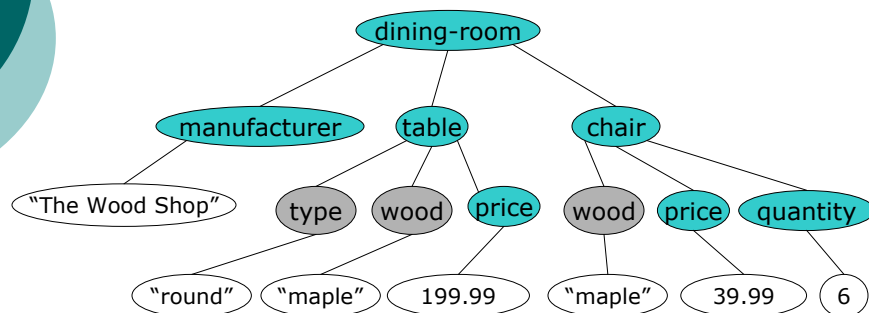 dining-room
manufacturer table chair
“The Wood Shop” type wood price wood price quantity
“round” “maple” 199.99 “maple” 39.99 6